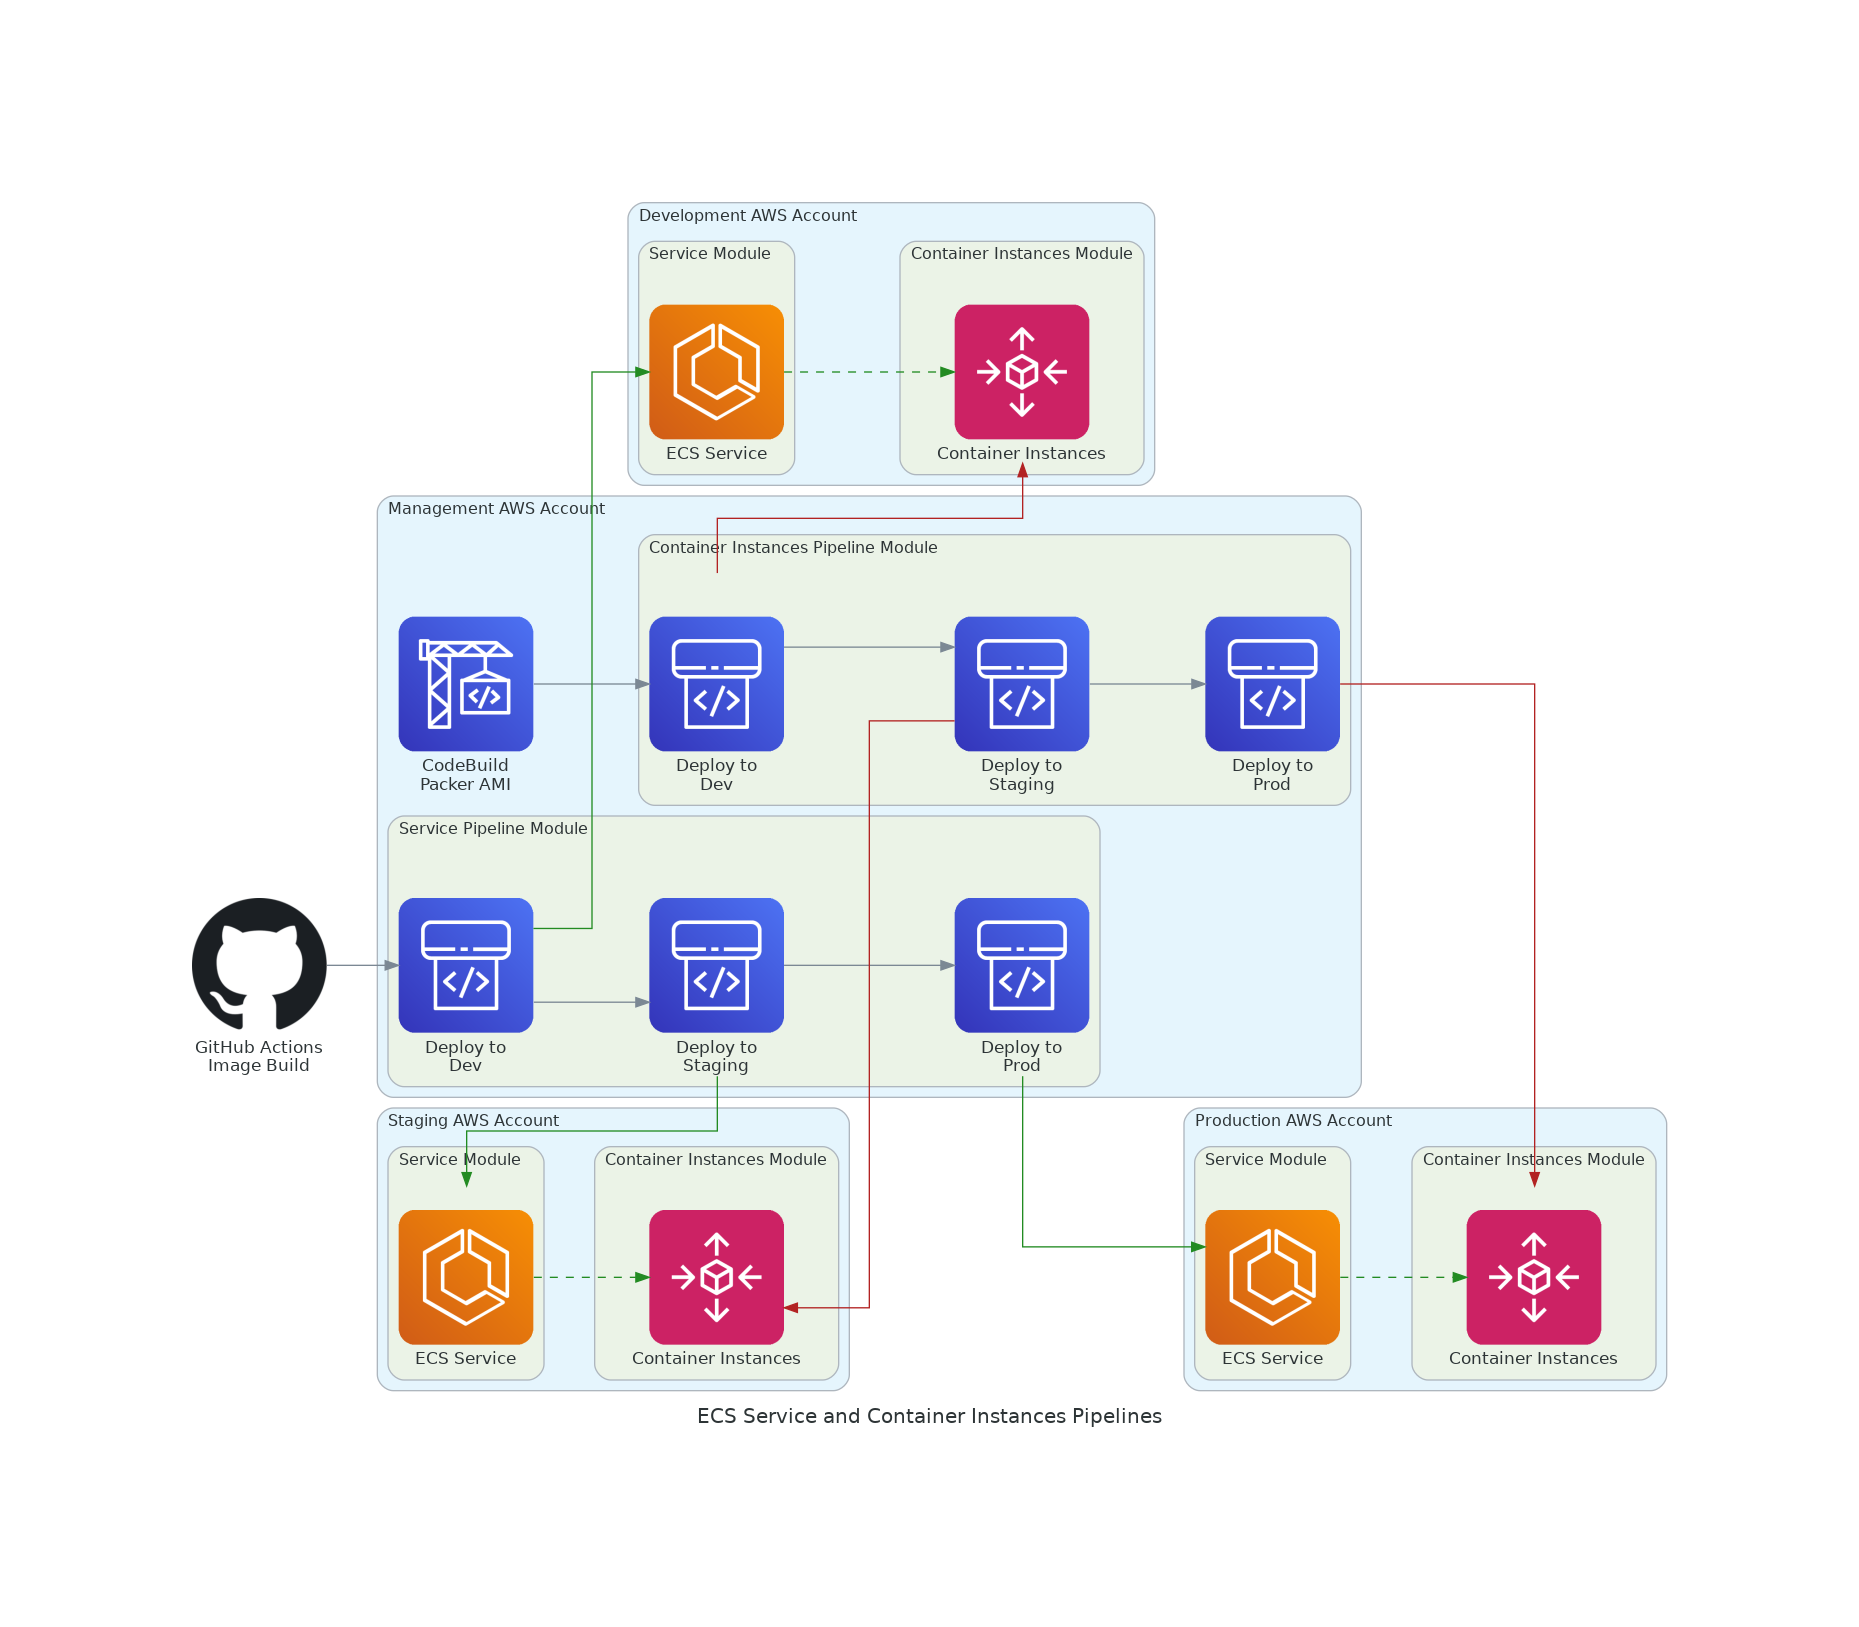 Development AWS Account
Service Module
Container Instances Module
ECS Service
Container Instances
Management AWS Account
Container Instances Pipeline Module
CodeBuild
Packer AMI
Deploy to
Dev
Deploy to
Staging
Deploy to
Prod
Service Pipeline Module
GitHub Actions
Image Build
Deploy to
Dev
Deploy to
Staging
Deploy to
Prod
Staging AWS Account
Service Module
Container Instances Module
ECS Service
Container Instances
Production AWS Account
Service Module
Container Instances Module
ECS Service
Container Instances
ECS Service and Container Instances Pipelines